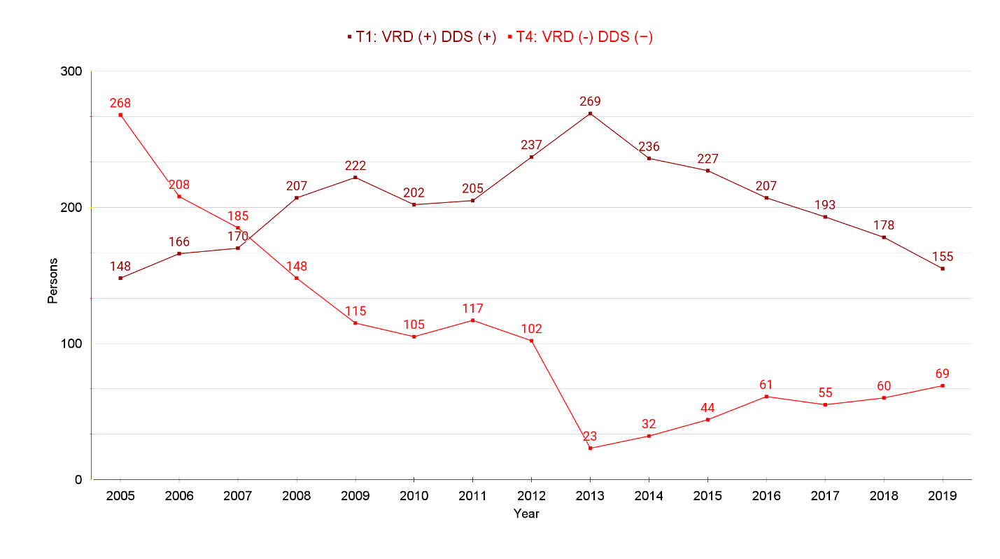 T1: VRD (+) DDS (+) T4: VRD (-) DDS (−)
300
268 269
237 236 227
208 207 222 202 205 207
200
185 193
166 170 178
148 148 155
Persons
115 105 117 102
100
61 55 60 69
23 32 44
0
2005 2006 2007 2008 2009 2010 2011 2012 2013 2014 2015 2016 2017 2018 2019
Year